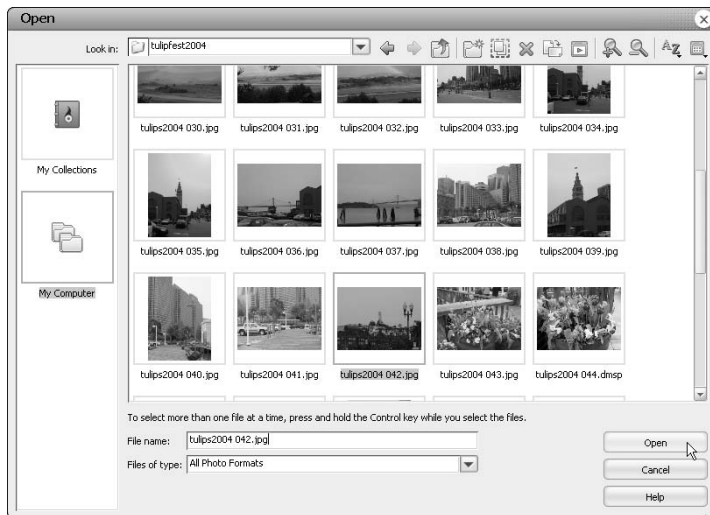 Open
Look in: tulipfest2004
My Collections
My Computer
tulips2004 030.jpg tulips2004 031.jpg tulips2004 032.jpg tulips2004 033.jpg tulips2004 034.jpg
tulips2004 035.jpg tulips2004 036.jpg tulips2004 037.jpg tulips2004 038.jpg tulips2004 039.jpg
tulips2004 040.jpg tulips2004 041.jpg tulips2004 042.jpg tulips2004 043.jpg tulips2004 044.dmsp
To select more than one file at a time, press and hold the Control key while you select the files.
File name: tulips2004 042.jpg
Files of type: All Photo Formats
Open
Cancel
Help